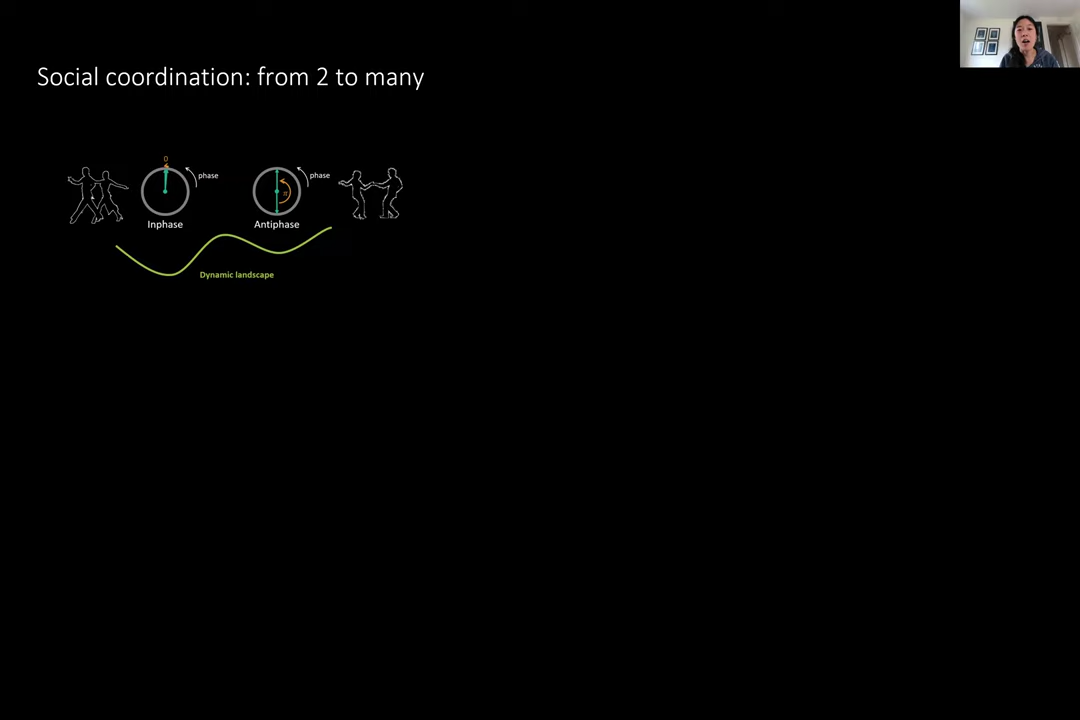 Social coordination: from 2 to many
0
phase
phase
π
Inphase
Antiphase
Dynamic landscape